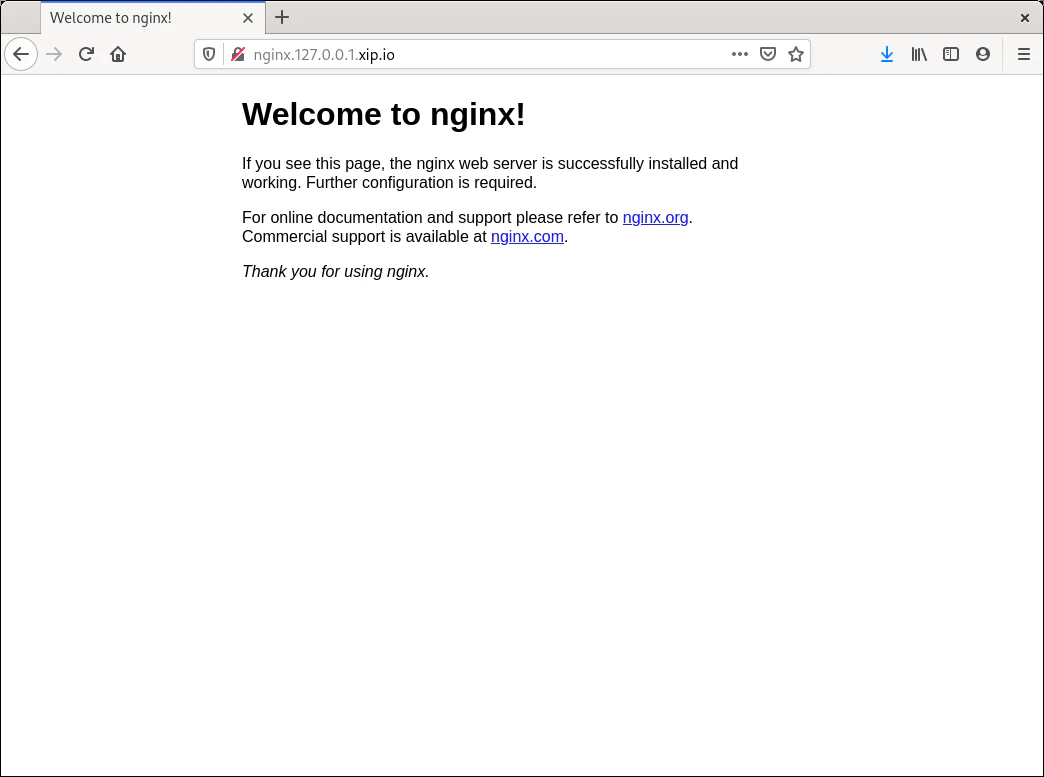 Welcome to nginx!
nginx.127.0.0.1.xip.io
Welcome to nginx!
If you see this page, the nginx web server is successfully installed and
working. Further configuration is required.
For online documentation and support please refer to nginx.org.
Commercial support is available at nginx.com.
Thank you for using nginx.